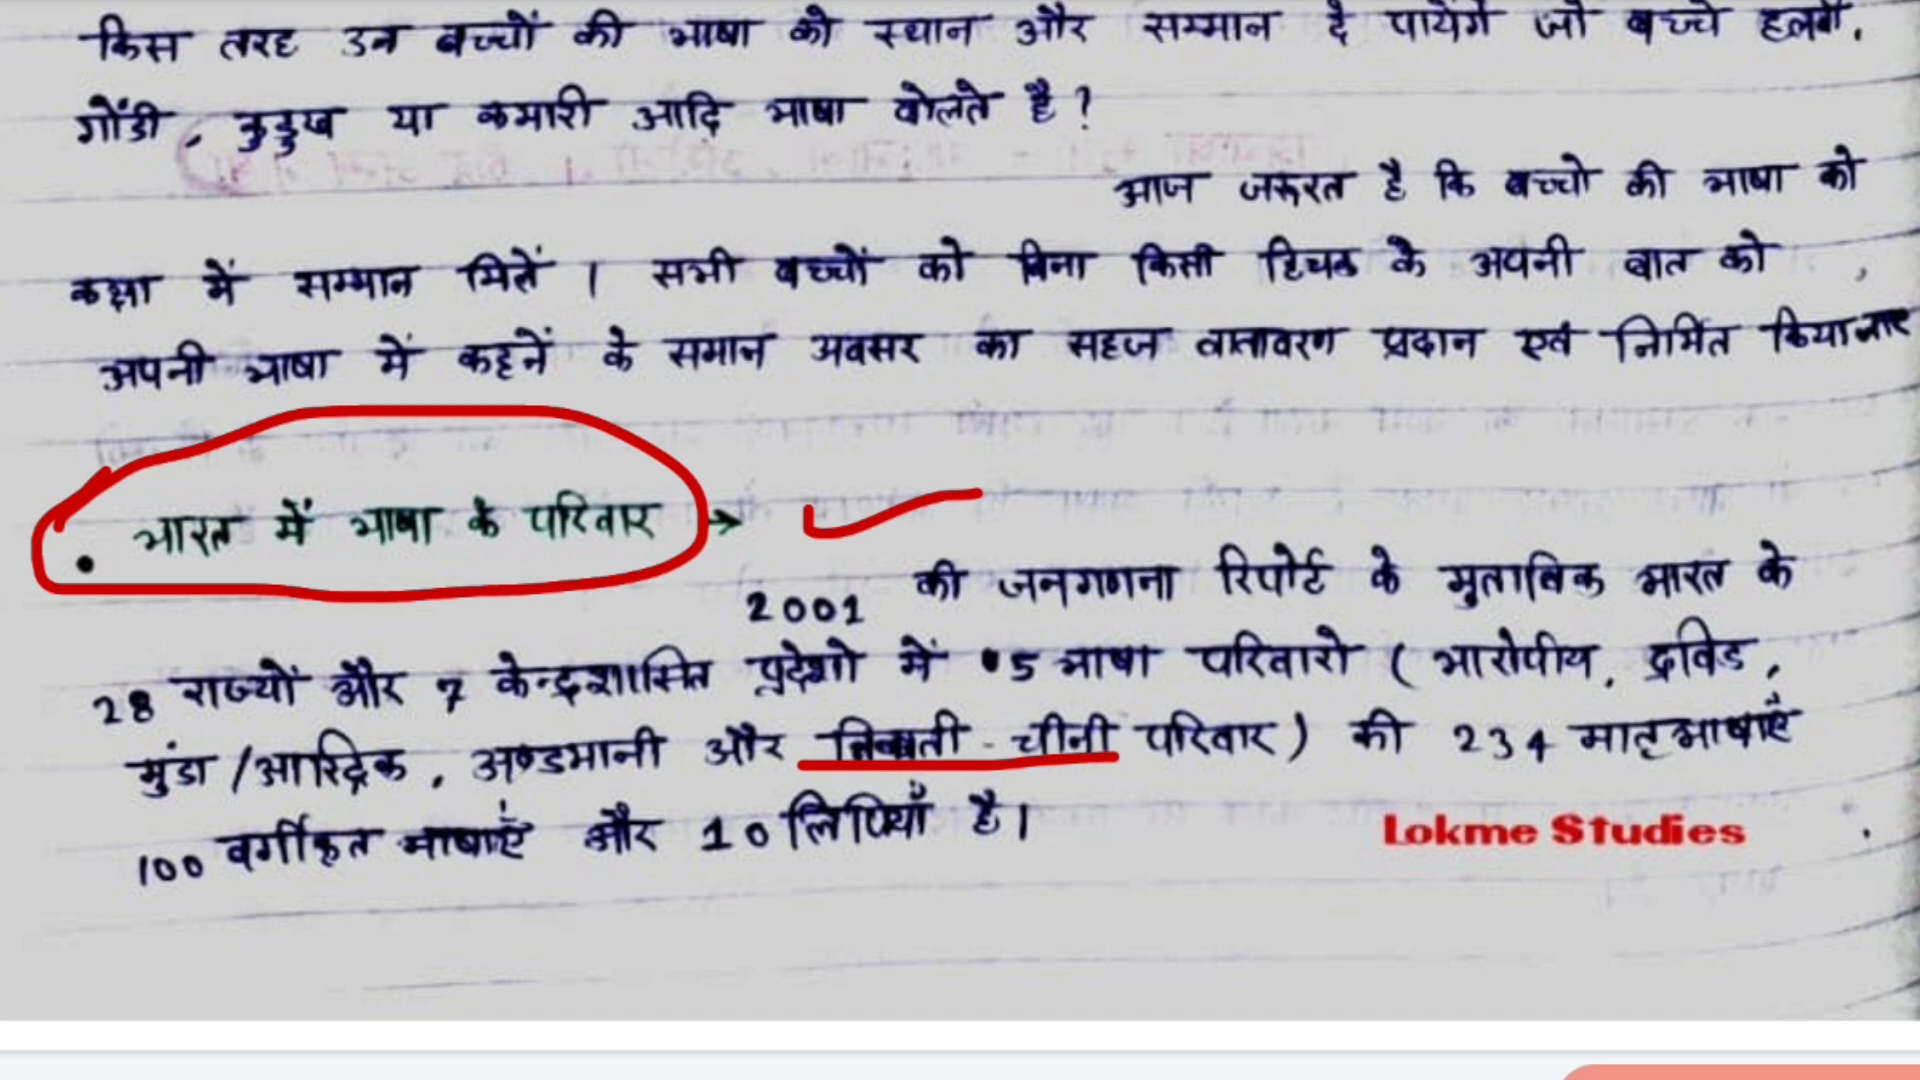 किस तरह उन बच्चों की भाषा को स्थान और सम्मान दे पायेंगे जो बच्चे हल्बी,
गोंडी, कुडुख या कमारी आदि भाषा बोलते है?
आज जरूरत है कि बच्चो की भाषा को
कक्षा में सम्मान मिलें । सभी बच्चों को बिना किसी हिचक के अपनी बात को
अपनी भाषा में कहनें के समान अवसर का सहज वातावरण प्रदान एवं निर्मित किया जाए
• भारत में भाषा के परिवार →
2001 की जनगणना रिपोर्ट के मुताबिक भारत के
28 राज्यों और 7 केन्द्रशासित प्रदेशो में 5 भाषा परिवारो ( भारोपीय, द्रविड,
मुंडा /आस्ट्रिक, अण्डमानी और तिब्बती - चीनी परिवार) की 234 मातृभाषाएँ
100 वर्गीकृत भाषाएँ और 10 लिपियाँ है।
Lokme Studies